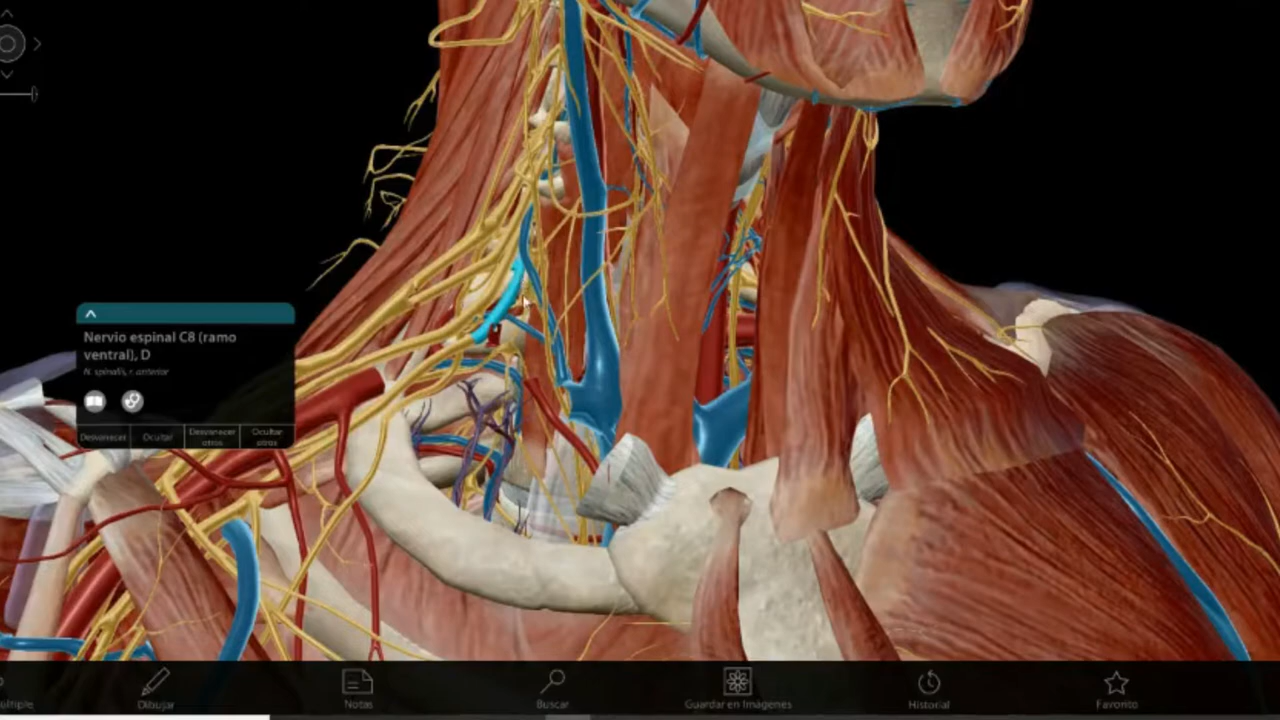 Nervio espinal C8 (ramo
ventral), D
N. spinalis, r. anterior
Desvanecer
Ocultar
Desvanecer
otros
Ocultar
otros
Dibujar
Notas
Buscar
Guardar en Imágenes
Historial
Favorito